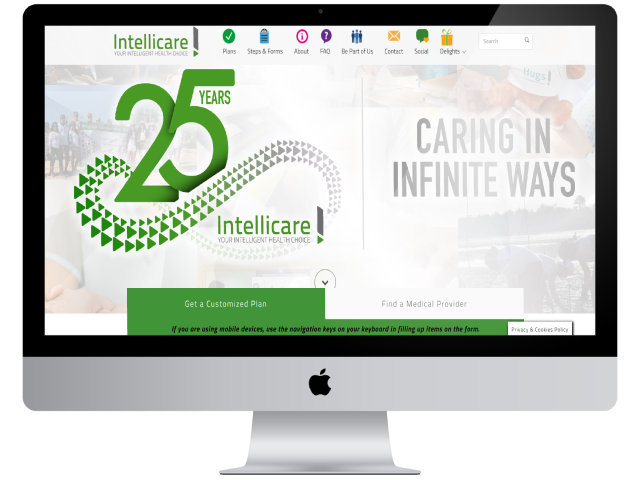 Intellicare
YOUR INTELLIGENT HEALTH CHOICE
Plans
Steps & Forms
About
FAQ
Be Part of Us
Contact
Social
Delights
Search
Hugs
25
YEARS
Intellicare
YOUR INTELLIGENT HEALTH CHOICE
CARING IN
INFINITE WAYS
Get a Customized Plan
Find a Medical Provider
If you are using mobile devices, use the navigation keys on your keyboard in filling up items on the form.
Privacy & Cookies Policy